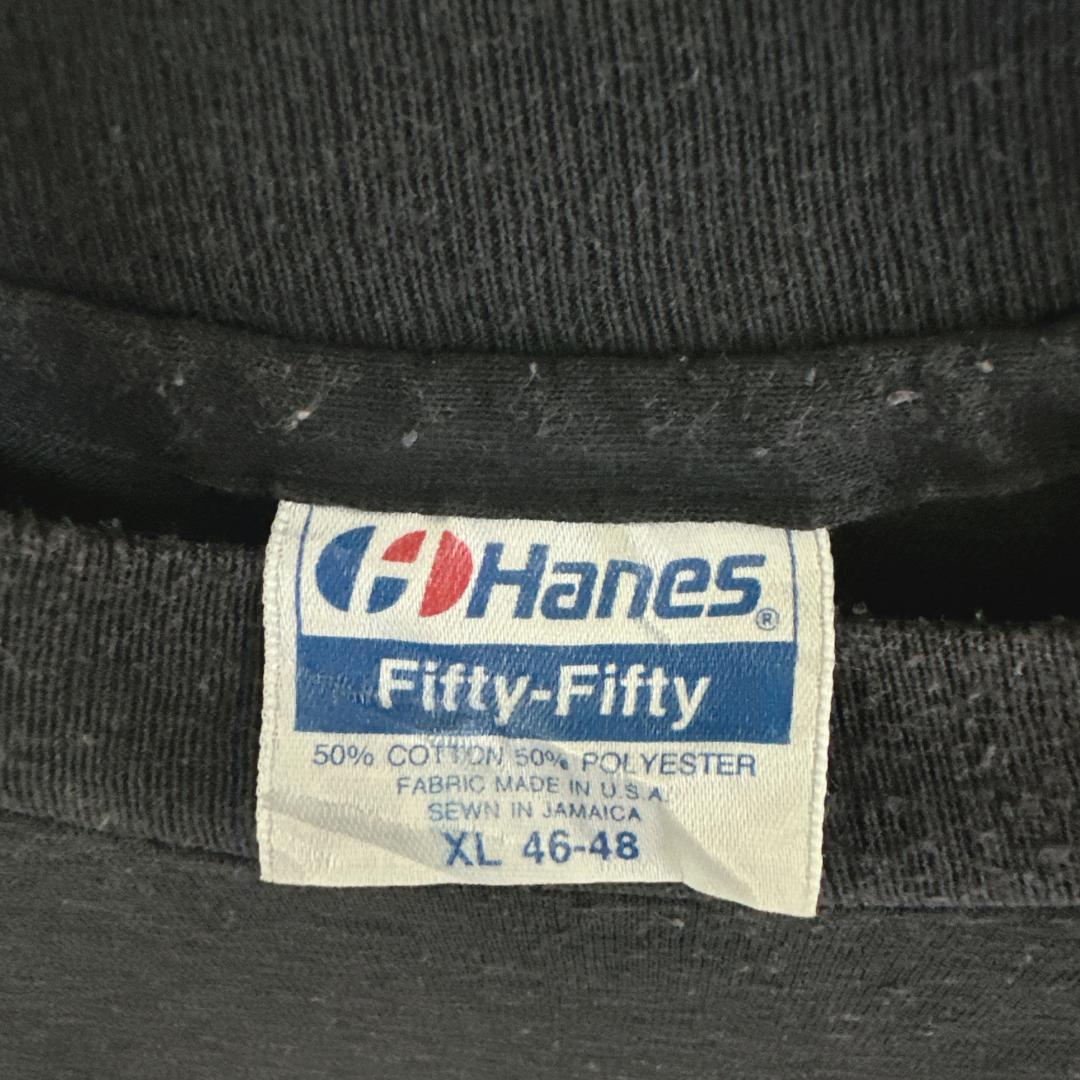 Hanes®
Fifty-Fifty
50% COTTON 50% POLYESTER
FABRIC MADE IN U.S.A.
SEWN IN JAMAICA
XL 46-48